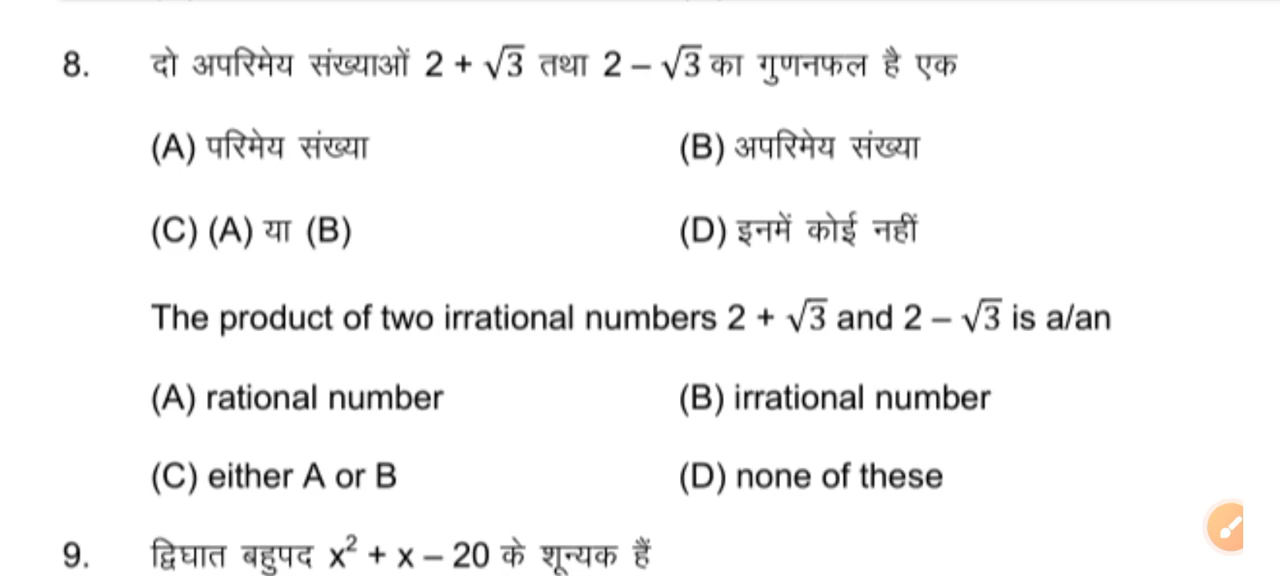 8. दो अपरिमेय संख्याओं 2 + √3 तथा 2 – √3 का गुणनफल है एक
(A) परिमेय संख्या (B) अपरिमेय संख्या
(C) (A) या (B) (D) इनमें कोई नहीं
The product of two irrational numbers 2 + √3 and 2 – √3 is a/an
(A) rational number (B) irrational number
(C) either A or B (D) none of these
9. द्विघात बहुपद x² + x – 20 के शून्यक हैं